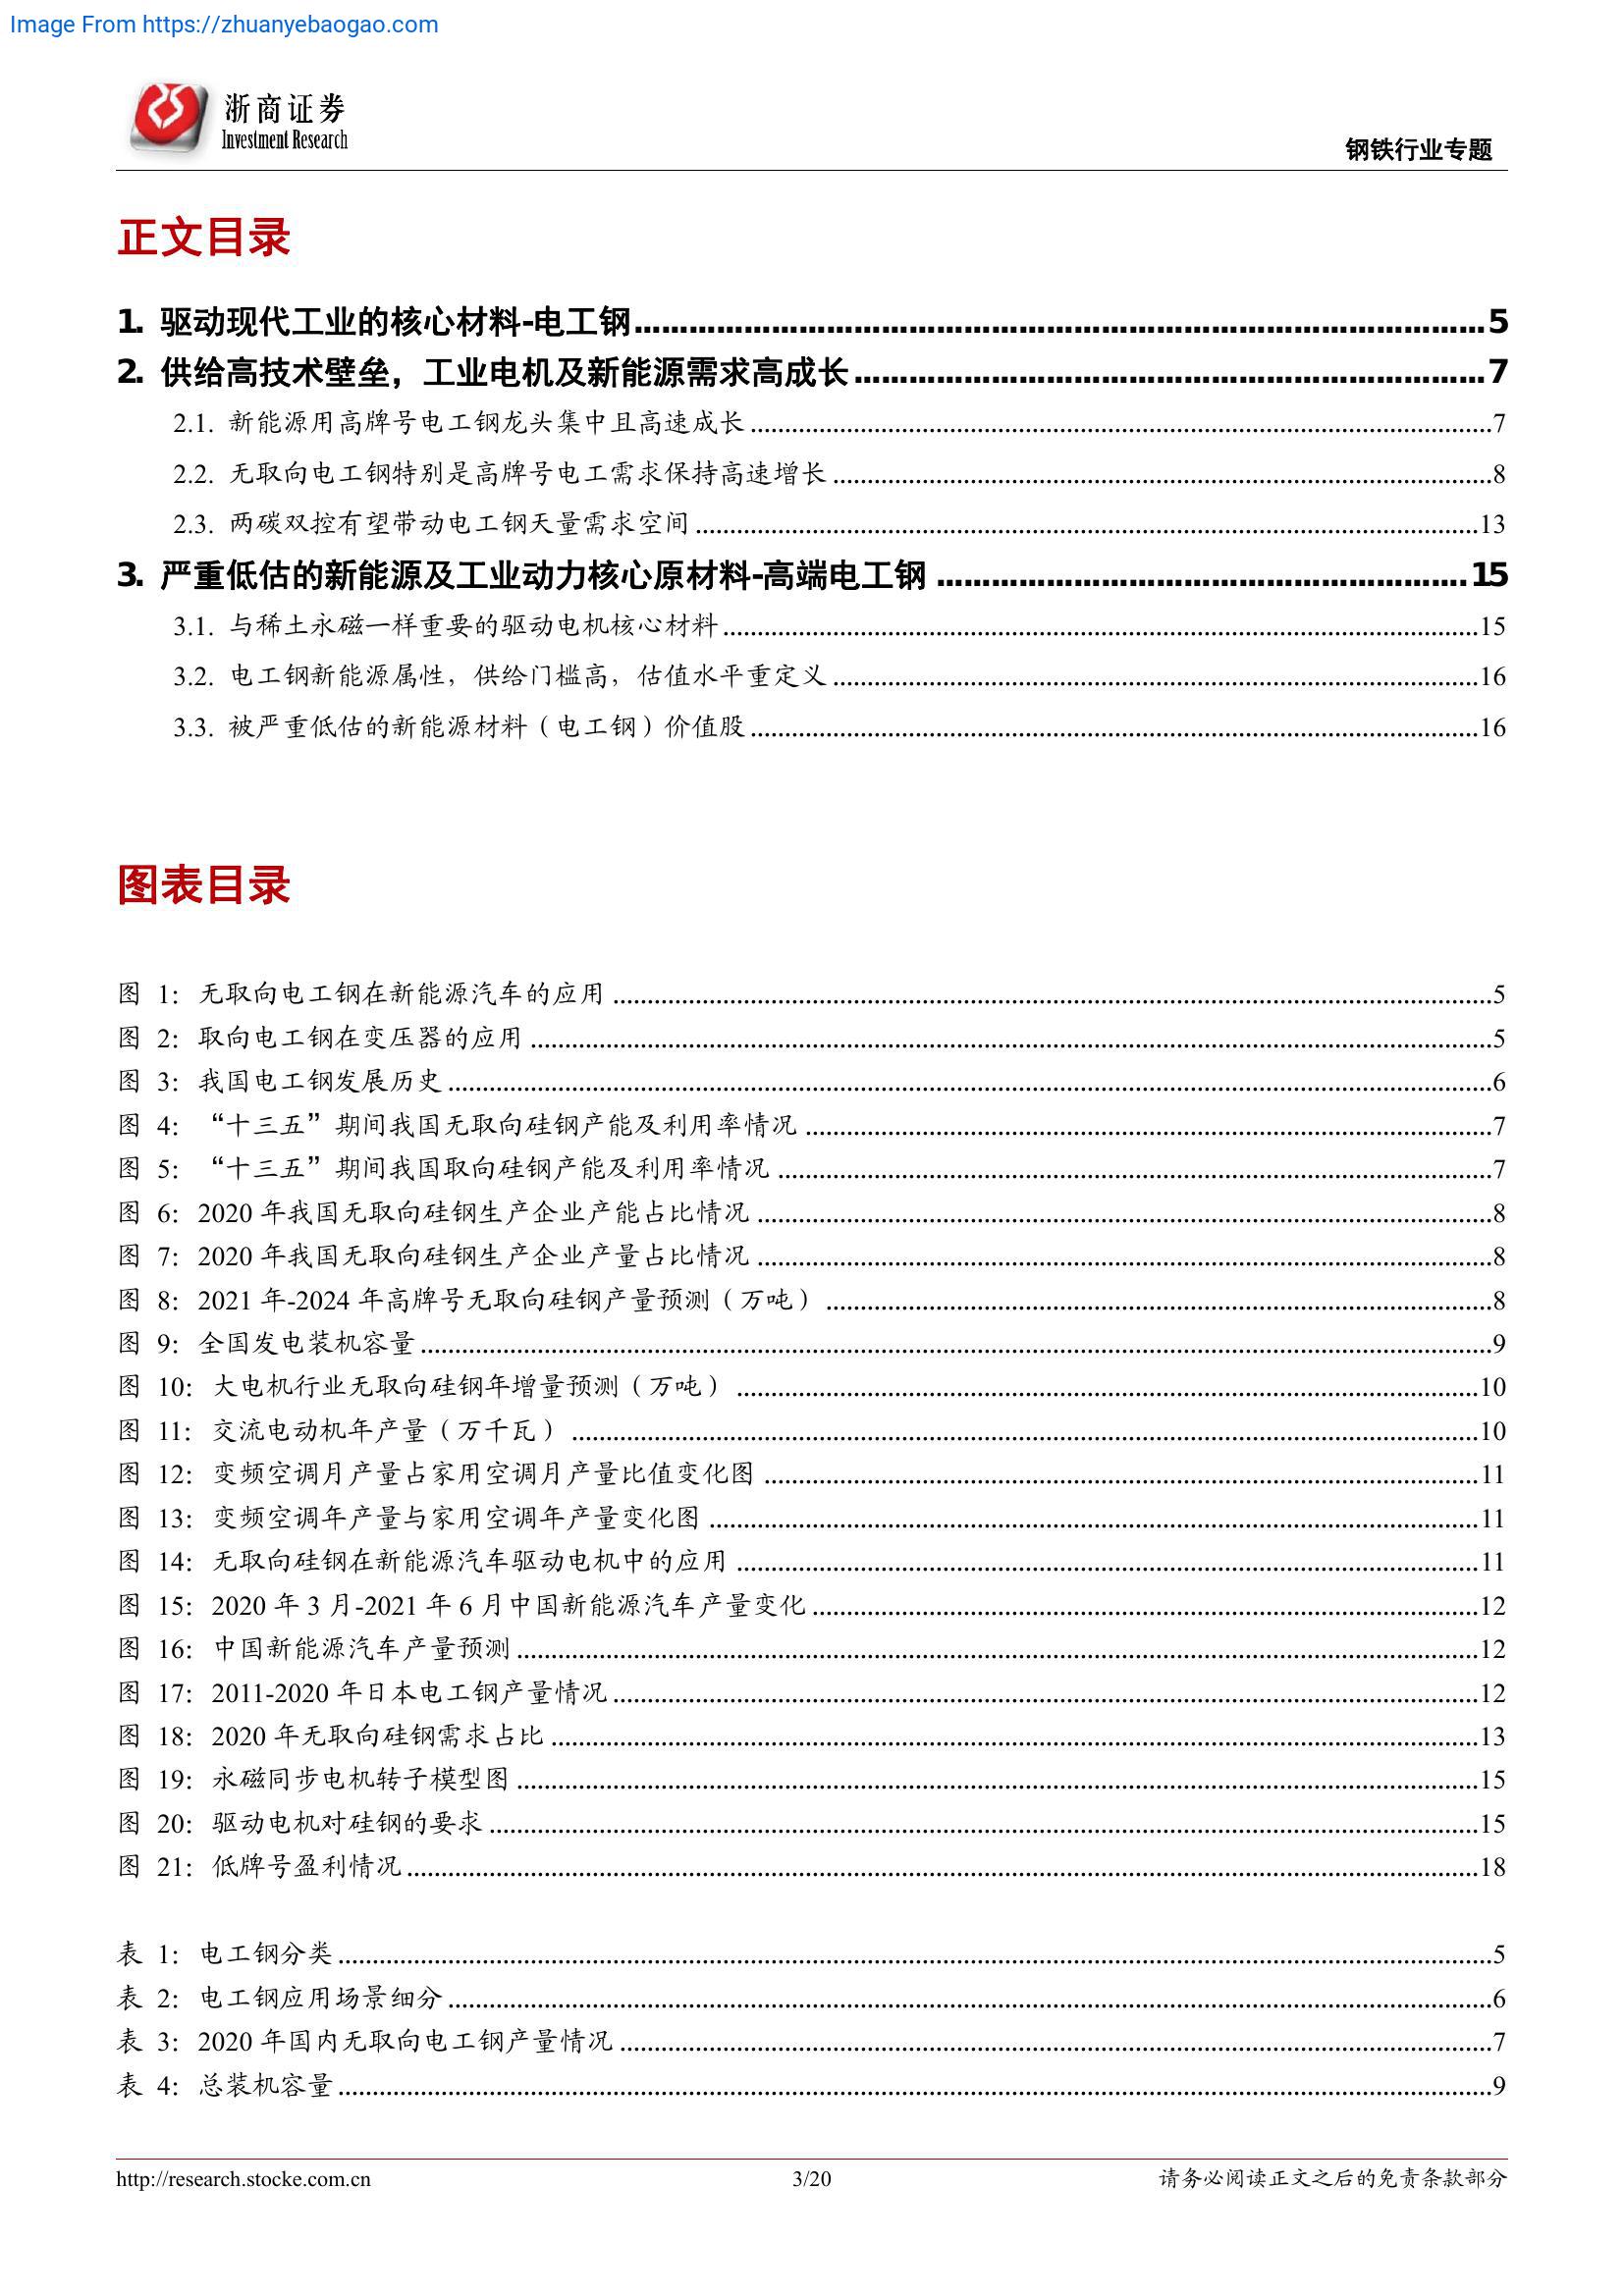 Image From https://zhuanyebaogao.com
浙商证券
Investment Research
钢铁行业专题
正文目录
1. 驱动现代工业的核心材料-电工钢................................................5
2. 供给高技术壁垒，工业电机及新能源需求高成长................................................7
2.1. 新能源用高牌号电工钢龙头集中且高速成长................................................7
2.2. 无取向电工钢特别是高牌号电工需求保持高速增长................................................8
2.3. 两碳双控有望带动电工钢天量需求空间................................................13
3. 严重低估的新能源及工业动力核心原材料-高端电工钢................................................15
3.1. 与稀土永磁一样重要的驱动电机核心材料................................................15
3.2. 电工钢新能源属性，供给门槛高，估值水平重定义................................................16
3.3. 被严重低估的新能源材料（电工钢）价值股................................................16
图表目录
图 1：无取向电工钢在新能源汽车的应用................................................5
图 2：取向电工钢在变压器的应用................................................5
图 3：我国电工钢发展历史................................................6
图 4：“十三五”期间我国无取向硅钢产能及利用率情况................................................7
图 5：“十三五”期间我国取向硅钢产能及利用率情况................................................7
图 6：2020 年我国无取向硅钢生产企业产能占比情况................................................8
图 7：2020 年我国无取向硅钢生产企业产量占比情况................................................8
图 8：2021 年-2024 年高牌号无取向硅钢产量预测（万吨）................................................8
图 9：全国发电装机容量................................................9
图 10：大电机行业无取向硅钢年增量预测（万吨）................................................10
图 11：交流电动机年产量（万千瓦）................................................10
图 12：变频空调月产量占家用空调月产量比值变化图................................................11
图 13：变频空调年产量与家用空调年产量变化图................................................11
图 14：无取向硅钢在新能源汽车驱动电机中的应用................................................11
图 15：2020 年 3 月-2021 年 6 月中国新能源汽车产量变化................................................12
图 16：中国新能源汽车产量预测................................................12
图 17：2011-2020 年日本电工钢产量情况................................................12
图 18：2020 年无取向硅钢需求占比................................................13
图 19：永磁同步电机转子模型图................................................15
图 20：驱动电机对硅钢的要求................................................15
图 21：低牌号盈利情况................................................18
表 1：电工钢分类................................................5
表 2：电工钢应用场景细分................................................6
表 3：2020 年国内无取向电工钢产量情况................................................7
表 4：总装机容量................................................9
http://research.stocke.com.cn
3/20
请务必阅读正文之后的免责条款部分